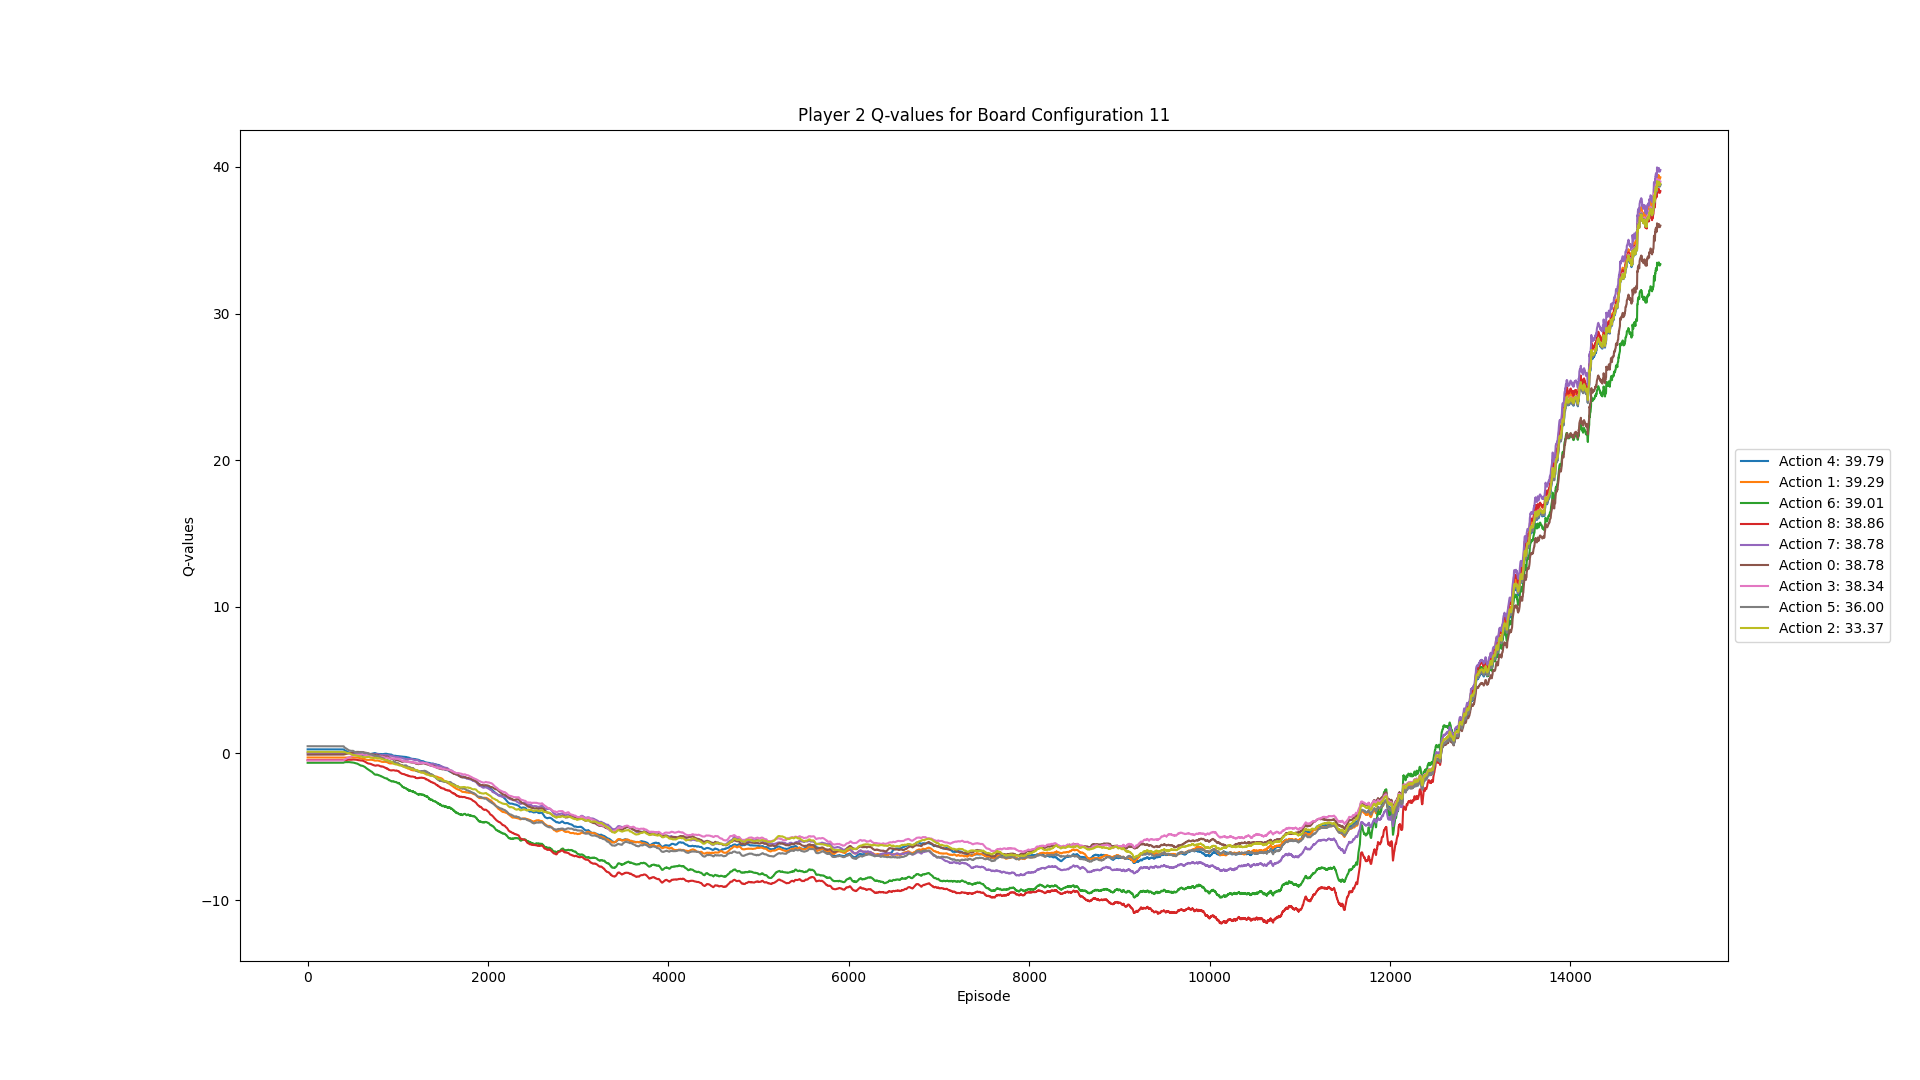 Player 2 Q-values for Board Configuration 11
40
30
20
10
0
−10
Q-values
0 2000 4000 6000 8000 10000 12000 14000
Episode
Action 4: 39.79
Action 1: 39.29
Action 6: 39.01
Action 8: 38.86
Action 7: 38.78
Action 0: 38.78
Action 3: 38.34
Action 5: 36.00
Action 2: 33.37